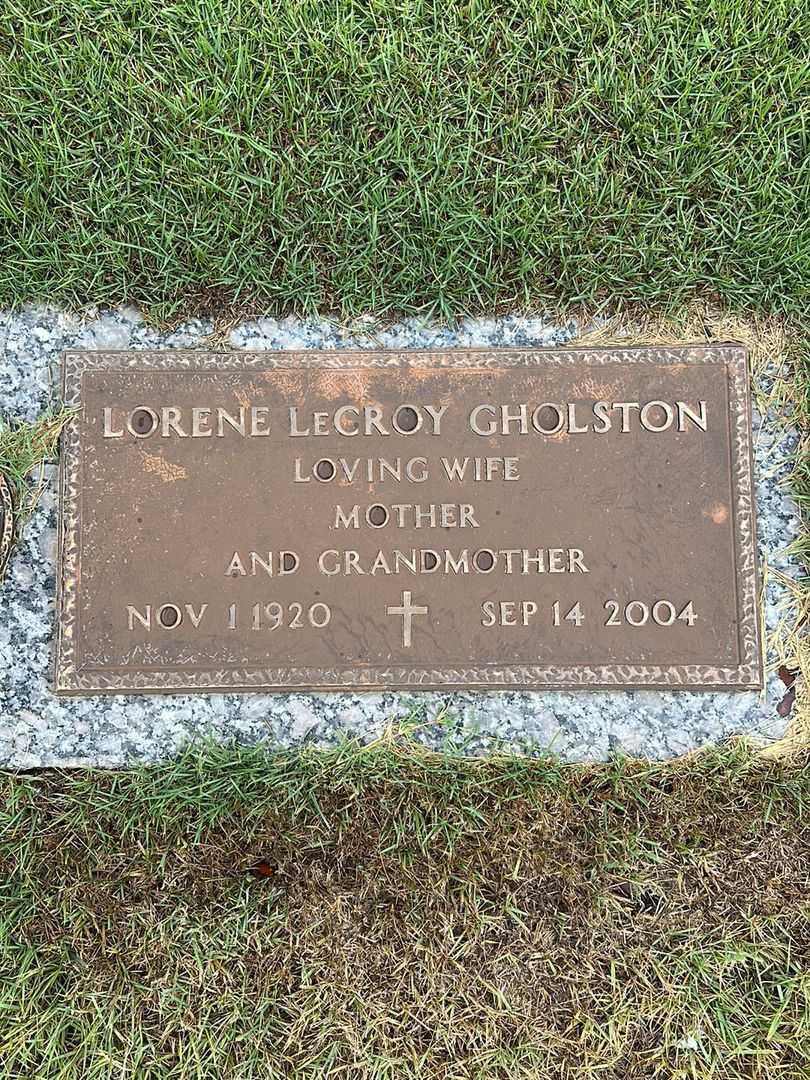 LORENE LeCROY GHOLSTON
LOVING WIFE
MOTHER
AND GRANDMOTHER
NOV 1 1920 SEP 14 2004